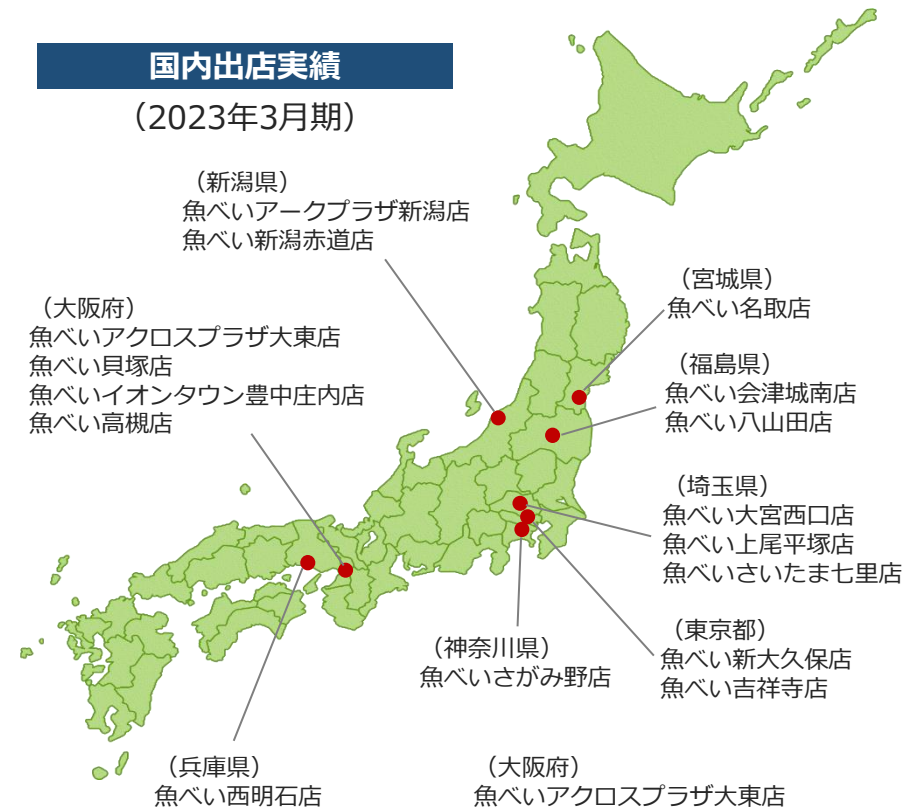 国内出店実績
（2023年3月期）
（新潟県）
魚べいアークプラザ新潟店
魚べい新潟赤道店
（大阪府）
魚べいアクロスプラザ大東店
魚べい貝塚店
魚べいイオンタウン豊中庄内店
魚べい高槻店
（宮城県）
魚べい名取店
（福島県）
魚べい会津城南店
魚べい八山田店
（埼玉県）
魚べい大宮西口店
魚べい上尾平塚店
魚べいさいたま七里店
（東京都）
魚べい新大久保店
魚べい吉祥寺店
（神奈川県）
魚べいさがみ野店
（兵庫県）
魚べい西明石店
（大阪府）
魚べいアクロスプラザ大東店